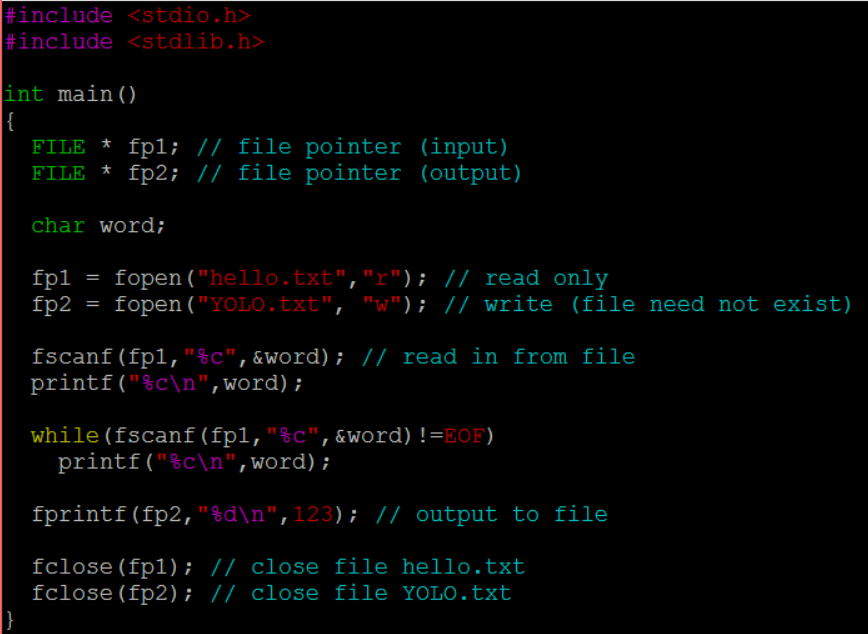 #include <stdio.h>
#include <stdlib.h>
int main()
{
FILE * fp1; // file pointer (input)
FILE * fp2; // file pointer (output)
char word;
fp1 = fopen("hello.txt","r"); // read only
fp2 = fopen("YOLO.txt", "w"); // write (file need not exist)
fscanf(fp1,"%c",&word); // read in from file
printf("%c\n",word);
while(fscanf(fp1,"%c",&word)!=EOF)
printf("%c\n",word);
fprintf(fp2,"%d\n",123); // output to file
fclose(fp1); // close file hello.txt
fclose(fp2); // close file YOLO.txt
}